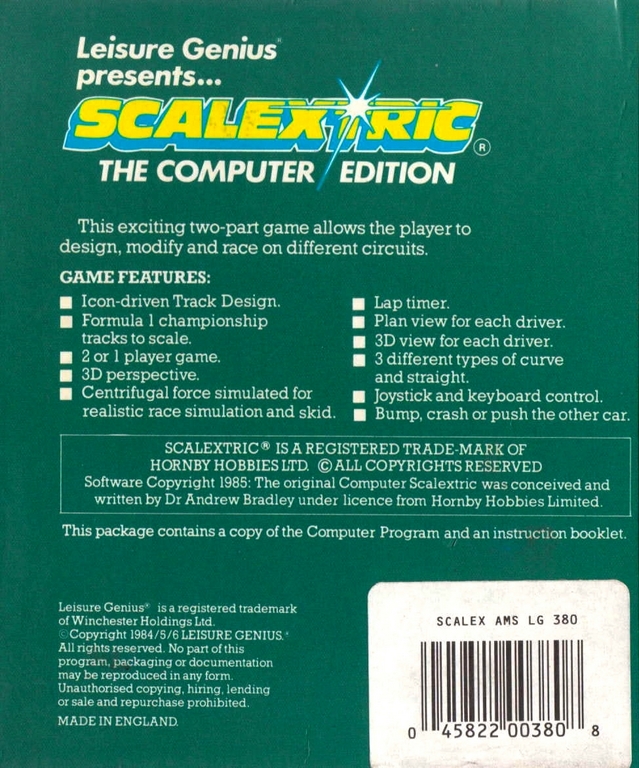 Leisure Genius®
presents...
SCALEXTRIC®
THE COMPUTER EDITION
This exciting two-part game allows the player to
design, modify and race on different circuits.
GAME FEATURES:
Icon-driven Track Design.
Formula 1 championship
tracks to scale.
2 or 1 player game.
3D perspective.
Centrifugal force simulated for
realistic race simulation and skid.
Lap timer.
Plan view for each driver.
3D view for each driver.
3 different types of curve
and straight.
Joystick and keyboard control.
Bump, crash or push the other car.
SCALEXTRIC® IS A REGISTERED TRADE-MARK OF
HORNBY HOBBIES LTD. © ALL COPYRIGHTS RESERVED
Software Copyright 1985: The original Computer Scalextric was conceived and
written by Dr Andrew Bradley under licence from Hornby Hobbies Limited.
This package contains a copy of the Computer Program and an instruction booklet.
Leisure Genius® is a registered trademark
of Winchester Holdings Ltd.
©Copyright 1984/5/6 LEISURE GENIUS.
All rights reserved. No part of this
program, packaging or documentation
may be reproduced in any form.
Unauthorised copying, hiring, lending
or sale and repurchase prohibited.
MADE IN ENGLAND.
SCALEX AMS LG 380
0 45822 00380 8